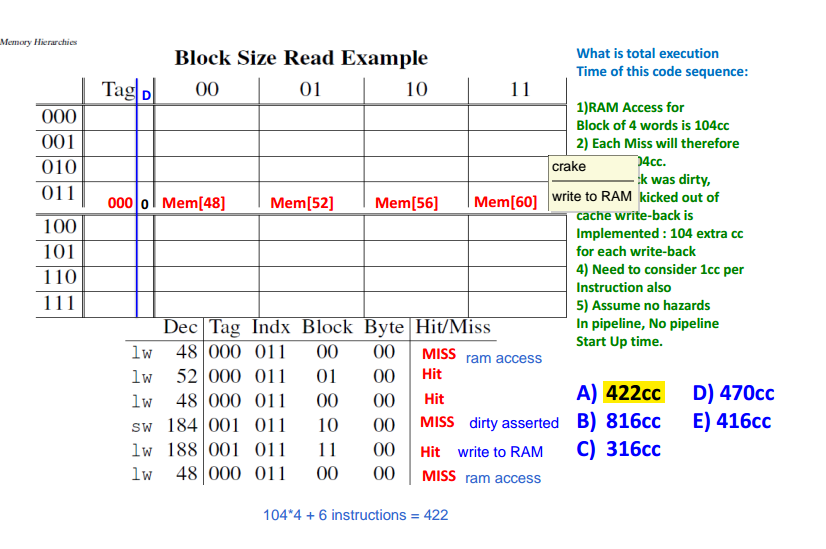 Memory Hierarchies
Block Size Read Example
Tag D 00 01 10 11
000
001
010
011 000 0 Mem[48] Mem[52] Mem[56] Mem[60]
100
101
110
111
Dec Tag Indx Block Byte Hit/Miss
lw 48 000 011 00 00 MISS ram access
lw 52 000 011 01 00 Hit
lw 48 000 011 00 00 Hit
sw 184 001 011 10 00 MISS dirty asserted
lw 188 001 011 11 00 Hit write to RAM
lw 48 000 011 00 00 MISS ram access
104*4 + 6 instructions = 422
What is total execution
Time of this code sequence:
1)RAM Access for
Block of 4 words is 104cc
2) Each Miss will therefore
04cc.
k was dirty,
kicked out of
cache write-back is
Implemented : 104 extra cc
for each write-back
4) Need to consider 1cc per
Instruction also
5) Assume no hazards
In pipeline, No pipeline
Start Up time.
crake
write to RAM
A) 422cc D) 470cc
B) 816cc E) 416cc
C) 316cc